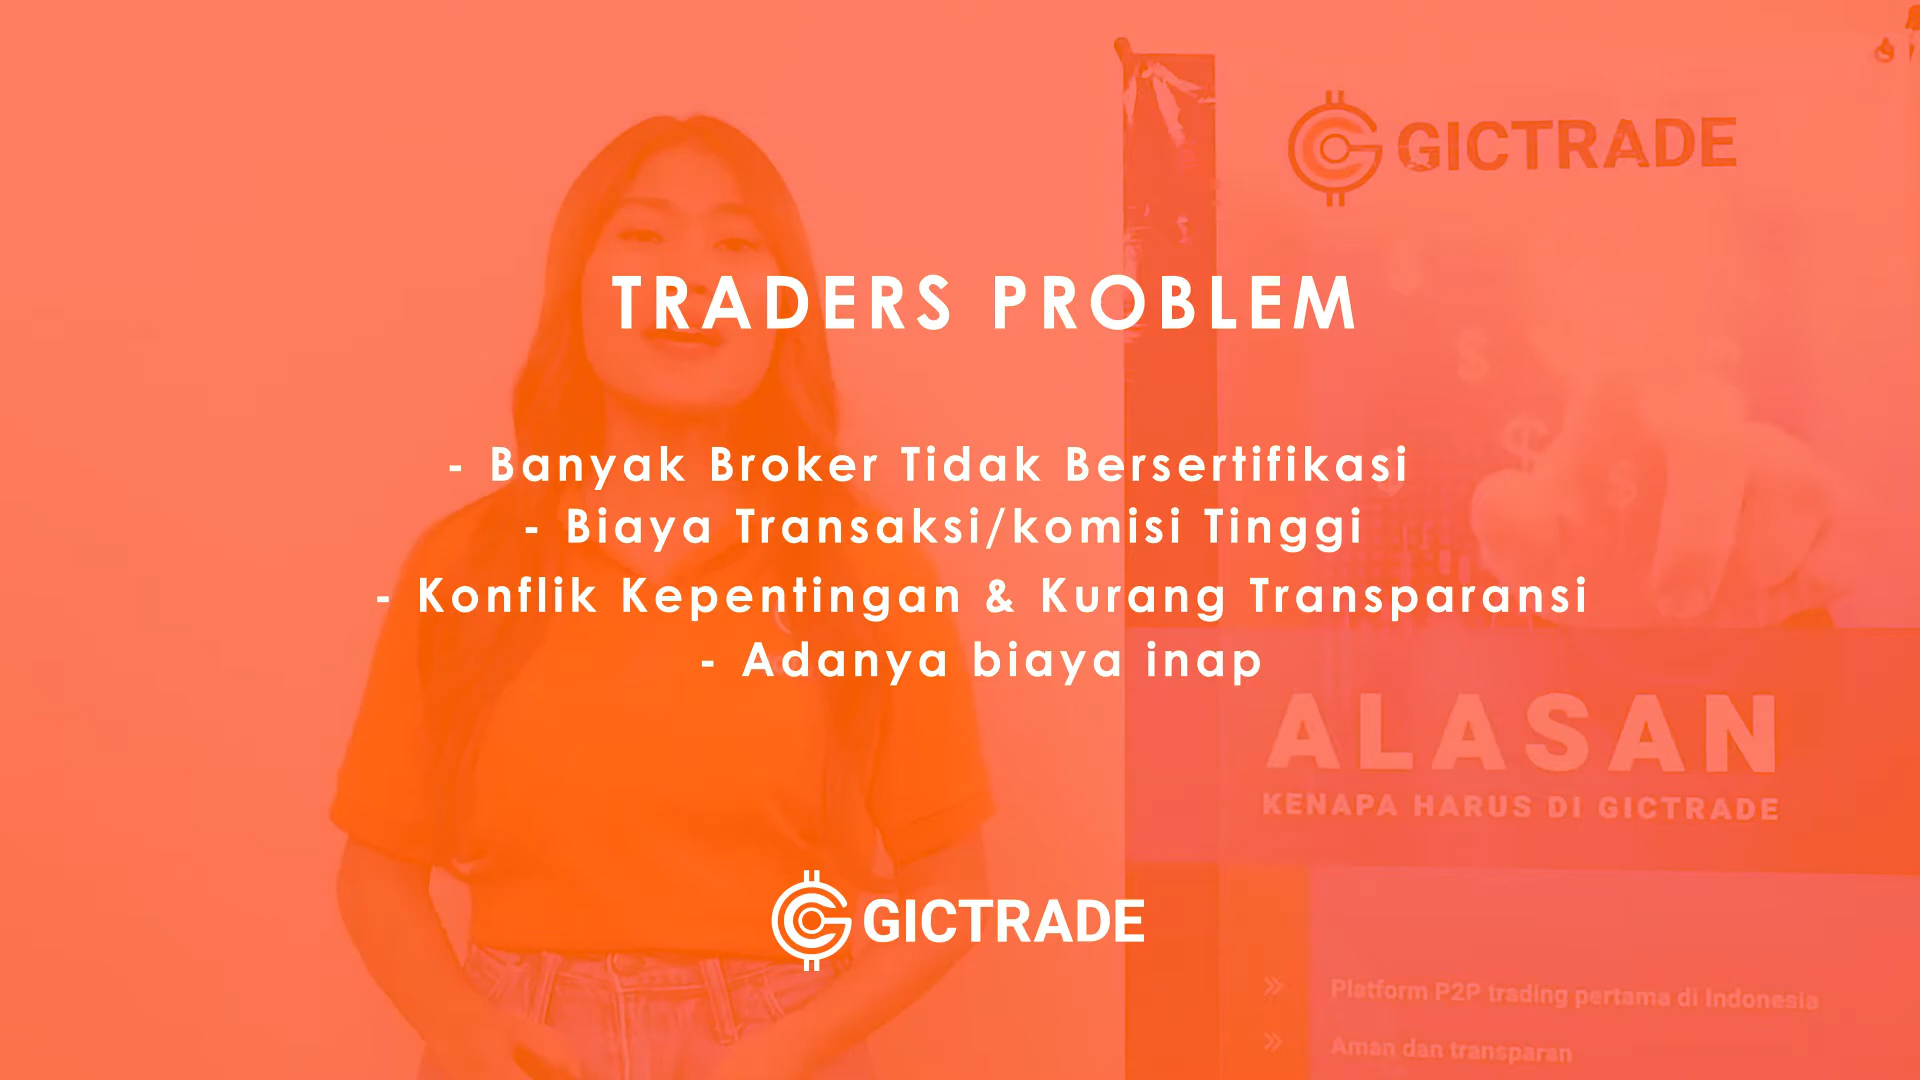 GICTRADE
TRADERS PROBLEM
- Banyak Broker Tidak Bersertifikasi
- Biaya Transaksi/komisi Tinggi
- Konflik Kepentingan & Kurang Transparansi
- Adanya biaya inap
ALASAN
KENAPA HARUS DI GICTRADE
GICTRADE
Platform P2P trading pertama di Indonesia
Aman dan transparan